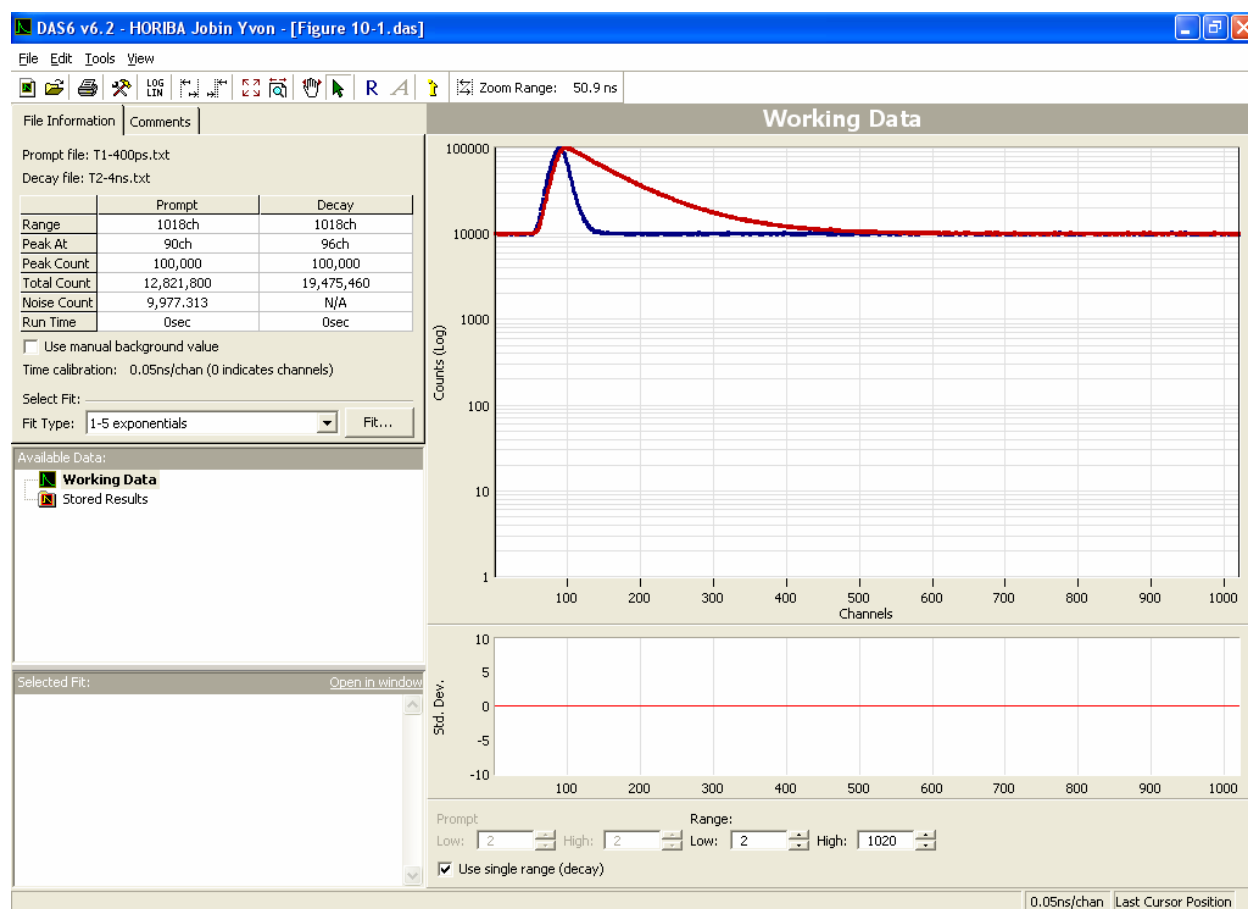 DAS6 v6.2 - HORIBA Jobin Yvon - [Figure 10-1.das]
File Edit Tools View
LOG LIN R A Zoom Range: 50.9 ns
File Information Comments
Prompt file: T1-400ps.txt
Decay file: T2-4ns.txt
Prompt Decay
Range 1018ch 1018ch
Peak At 90ch 96ch
Peak Count 100,000 100,000
Total Count 12,821,800 19,475,460
Noise Count 9,977.313 N/A
Run Time 0sec 0sec
Use manual background value
Time calibration: 0.05ns/chan (0 indicates channels)
Select Fit:
Fit Type: 1-5 exponentials Fit...
Available Data:
Working Data
Stored Results
Selected Fit: Open in window
Working Data
100000
10000
1000
100
10
1
Counts (Log)
100 200 300 400 500 600 700 800 900 1000
Channels
10
5
0
-5
-10
Std. Dev.
100 200 300 400 500 600 700 800 900 1000
Prompt Range:
Low: 2 High: 2 Low: 2 High: 1020
Use single range (decay)
0.05ns/chan Last Cursor Position